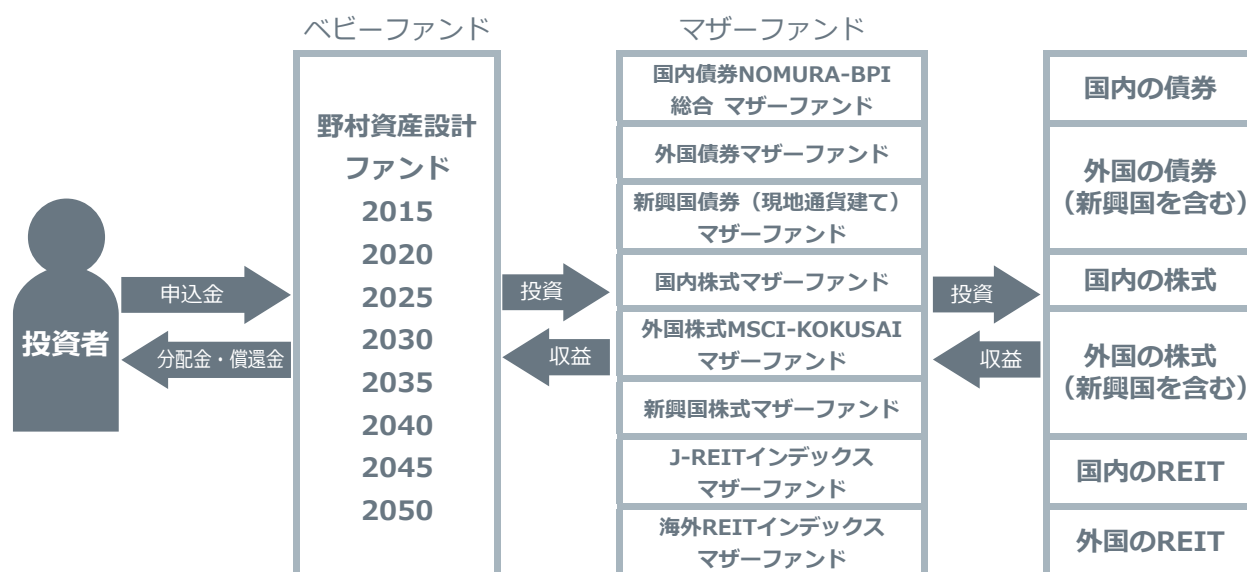 ベビーファンド
マザーファンド
投資者
申込金
分配金・償還金
野村資産設計
ファンド
2015
2020
2025
2030
2035
2040
2045
2050
投資
収益
国内債券NOMURA-BPI
総合 マザーファンド
外国債券マザーファンド
新興国債券（現地通貨建て）
マザーファンド
国内株式マザーファンド
外国株式MSCI-KOKUSAI
マザーファンド
新興国株式マザーファンド
J-REITインデックス
マザーファンド
海外REITインデックス
マザーファンド
投資
収益
国内の債券
外国の債券
（新興国を含む）
国内の株式
外国の株式
（新興国を含む）
国内のREIT
外国のREIT